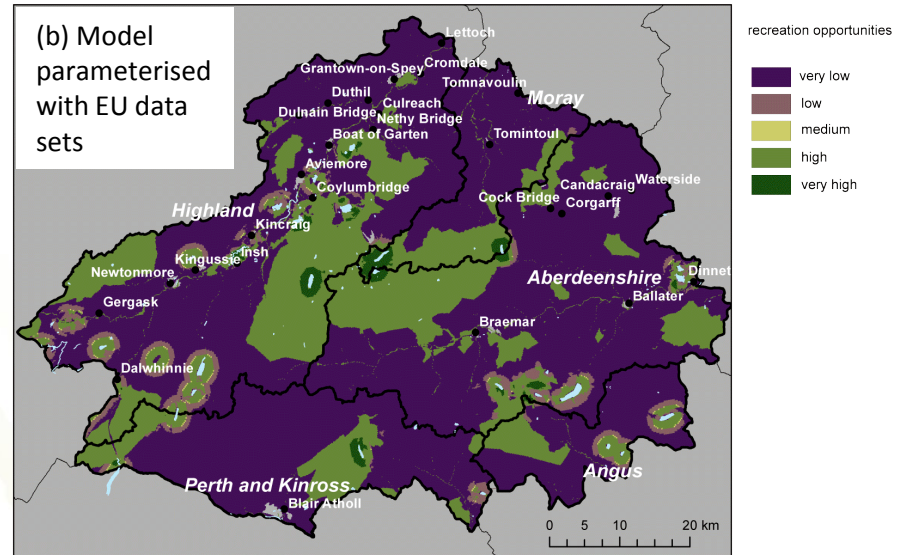 (b) Model
parameterised
with EU data
sets
recreation opportunities
very low
low
medium
high
very high
Lettoch
Grantown-on-Spey
Cromdale
Tomnavoulin
Duthil
Moray
Culreach
Dulnain Bridge
Nethy Bridge
Boat of Garten
Tomintoul
Aviemore
Coylumbridge
Candacraig
Waterside
Cock Bridge
Corgarff
Highland
Kincraig
Insh
Kingussie
Newtonmore
Aberdeenshire
Dinnet
Gergask
Ballater
Braemar
Dalwhinnie
Angus
Perth and Kinross
Blair Atholl
0 5 10 20 km